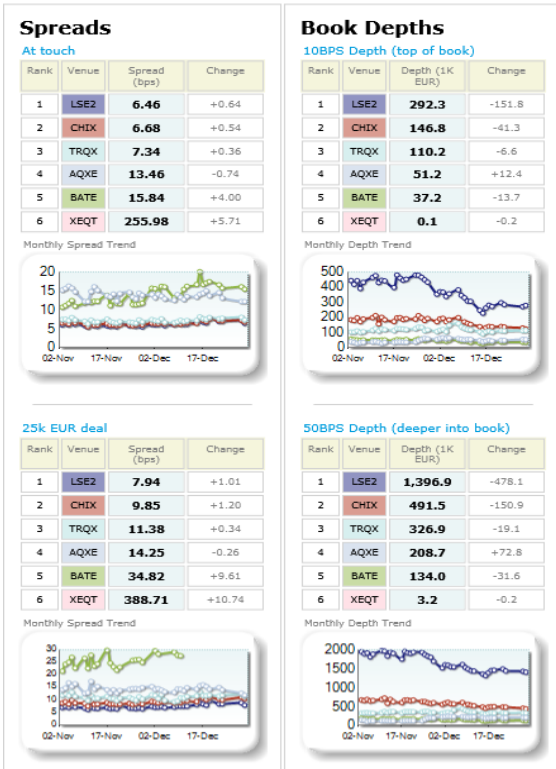 Spreads
At touch
Rank Venue Spread (bps) Change
1 LSE2 6.46 +0.64
2 CHIX 6.68 +0.54
3 TRQX 7.34 +0.36
4 AQXE 13.46 -0.74
5 BATE 15.84 +4.00
6 XEQT 255.98 +5.71
Monthly Spread Trend
20
15
10
5
0
02-Nov 17-Nov 02-Dec 17-Dec
25k EUR deal
Rank Venue Spread (bps) Change
1 LSE2 7.94 +1.01
2 CHIX 9.85 +1.20
3 TRQX 11.38 +0.34
4 AQXE 14.25 -0.26
5 BATE 34.82 +9.61
6 XEQT 388.71 +10.74
Monthly Spread Trend
30
25
20
15
10
5
0
02-Nov 17-Nov 02-Dec 17-Dec
Book Depths
10BPS Depth (top of book)
Rank Venue Depth (1K EUR) Change
1 LSE2 292.3 -151.8
2 CHIX 146.8 -41.3
3 TRQX 110.2 -6.6
4 AQXE 51.2 +12.4
5 BATE 37.2 -13.7
6 XEQT 0.1 -0.2
Monthly Depth Trend
500
400
300
200
100
0
02-Nov 17-Nov 02-Dec 17-Dec
50BPS Depth (deeper into book)
Rank Venue Depth (1K EUR) Change
1 LSE2 1,396.9 -478.1
2 CHIX 491.5 -150.9
3 TRQX 326.9 -19.1
4 AQXE 208.7 +72.8
5 BATE 134.0 -31.6
6 XEQT 3.2 -0.2
Monthly Depth Trend
2000
1500
1000
500
0
02-Nov 17-Nov 02-Dec 17-Dec